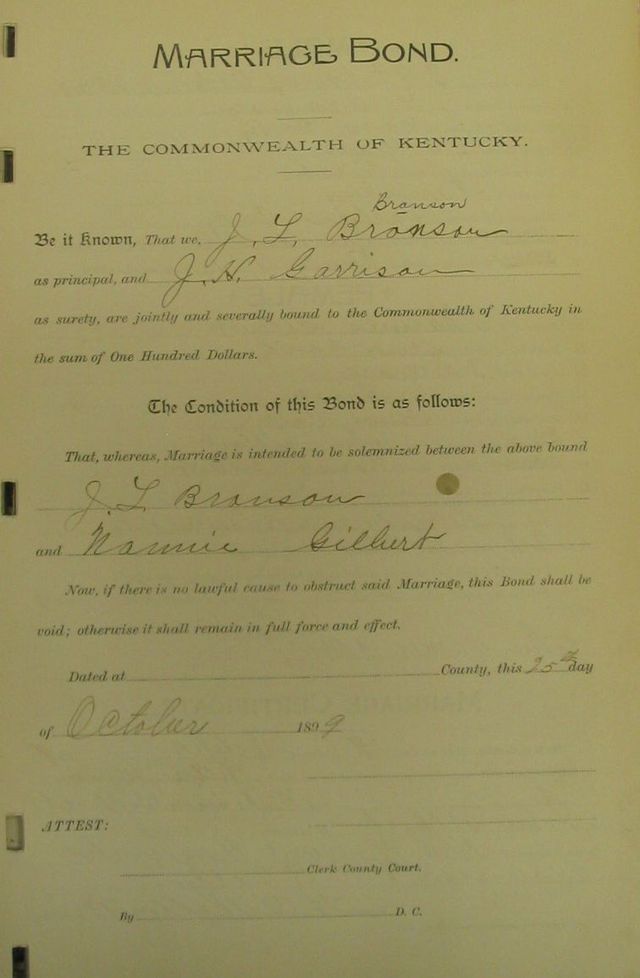 MARRIAGE BOND.
THE COMMONWEALTH OF KENTUCKY.
Branson
Be it Known, That we, J. L. Bronson
as principal, and J. H. Garrison
as surety, are jointly and severally bound to the Commonwealth of Kentucky in
the sum of One Hundred Dollars.
The Condition of this Bond is as follows:
That, whereas, Marriage is intended to be solemnized between the above bound
J. L Branson
and Nannie Gilbert
Now, if there is no lawful cause to obstruct said Marriage, this Bond shall be
void; otherwise it shall remain in full force and effect.
Dated at County, this 25th day
of October 1899
ATTEST:
Clerk County Court.
By D. C.